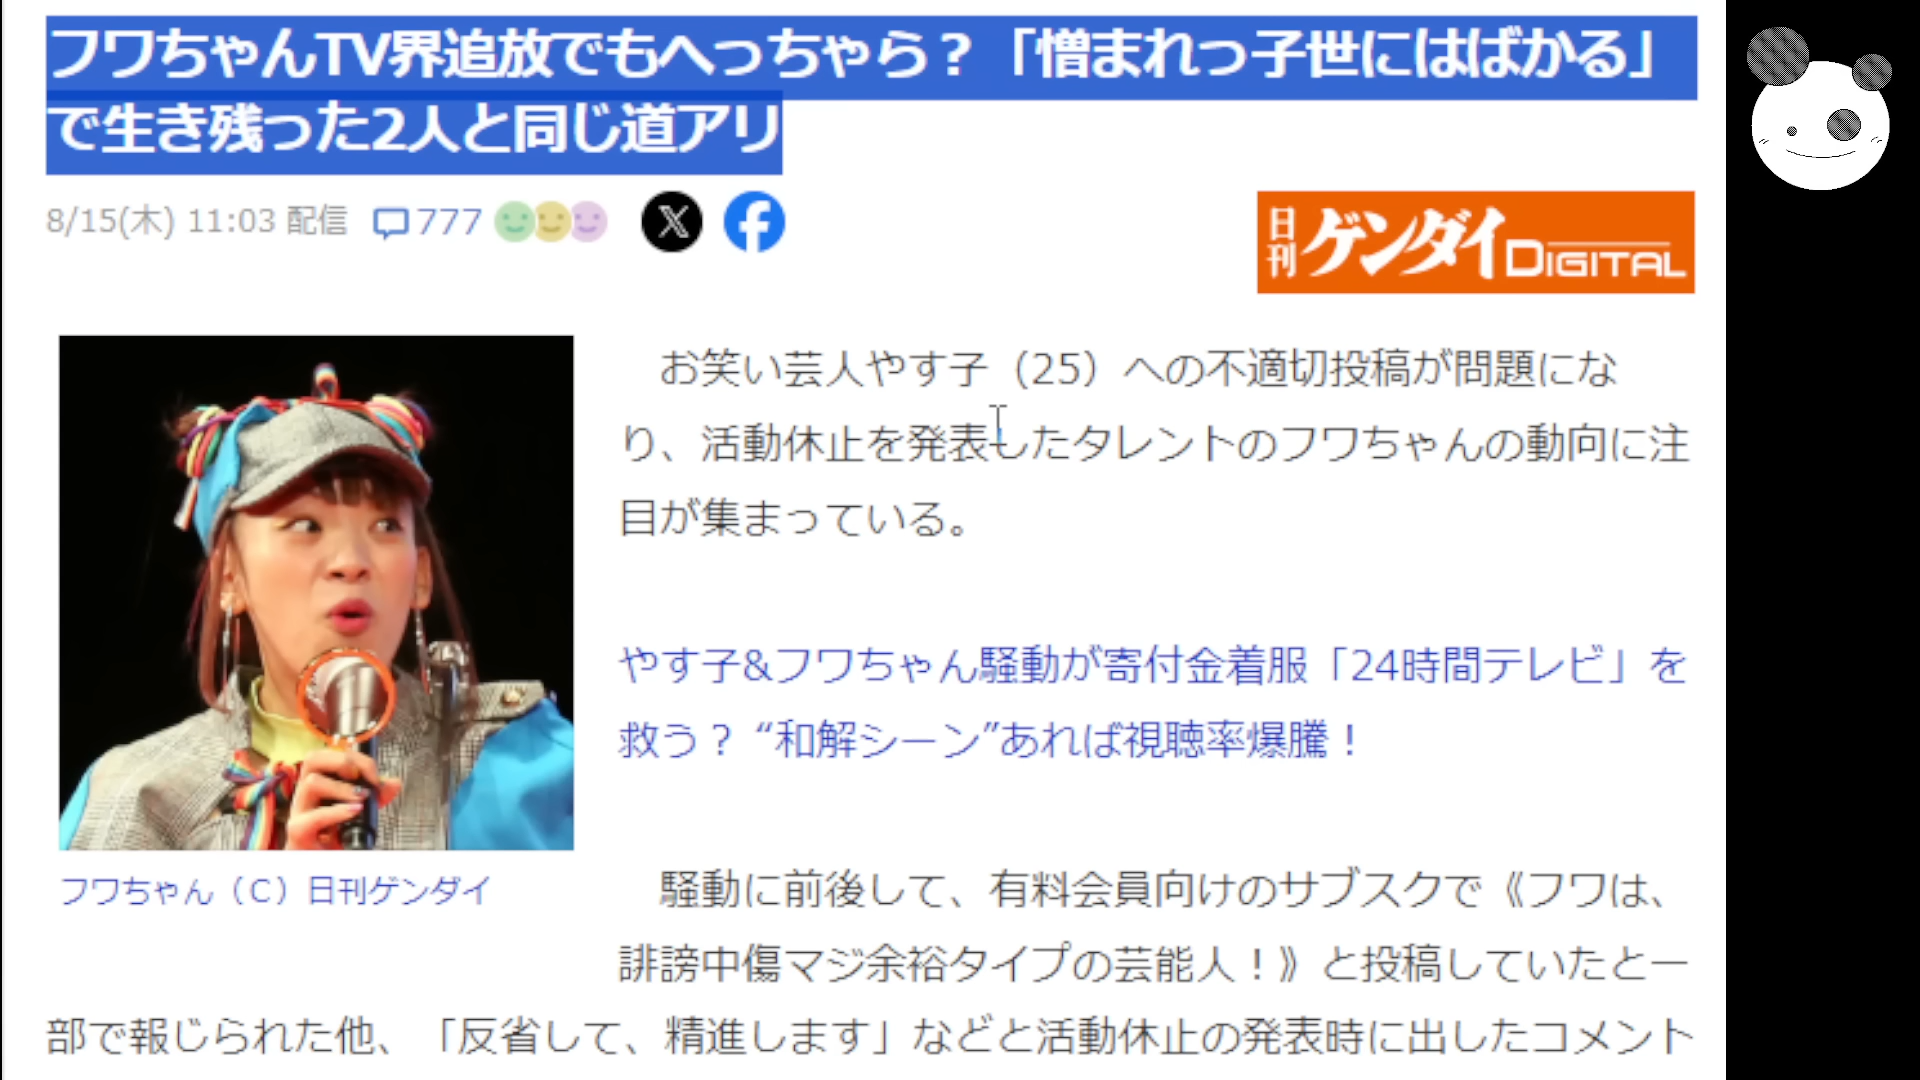 フワちゃんTV界追放でもへっちゃら？「憎まれっ子世にはばかる」
で生き残った2人と同じ道アリ
8/15(木) 11:03 配信 777
日刊ゲンダイDIGITAL
お笑い芸人やす子（25）への不適切投稿が問題にな
り、活動休止を発表したタレントのフワちゃんの動向に注
目が集まっている。
やす子&フワちゃん騒動が寄付金着服「24時間テレビ」を
救う？“和解シーン”あれば視聴率爆騰！
フワちゃん（C）日刊ゲンダイ
騒動に前後して、有料会員向けのサブスクで《フワは、
誹謗中傷マジ余裕タイプの芸能人！》と投稿していたと一
部で報じられた他、「反省して、精進します」などと活動休止の発表時に出したコメント